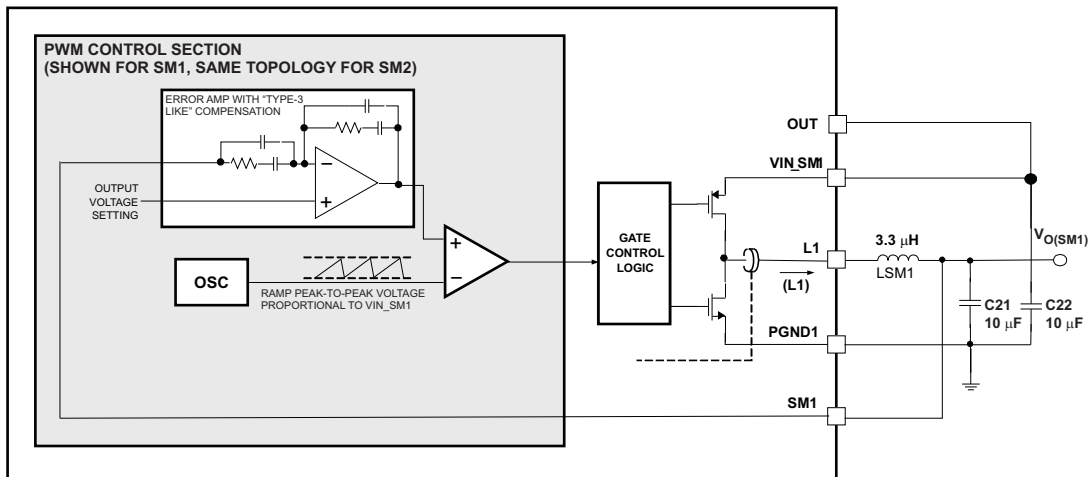 PWM CONTROL SECTION
(SHOWN FOR SM1, SAME TOPOLOGY FOR SM2)
ERROR AMP WITH “TYPE-3
LIKE” COMPENSATION
OUTPUT
VOLTAGE
SETTING
−
+
+
−
OSC
RAMP PEAK-TO-PEAK VOLTAGE
PROPORTIONAL TO VIN_SM1
GATE
CONTROL
LOGIC
OUT
VIN_SM1
L1
(L1)
PGND1
SM1
3.3 μH
LSM1
VO(SM1)
C21
10 μF
C22
10 μF